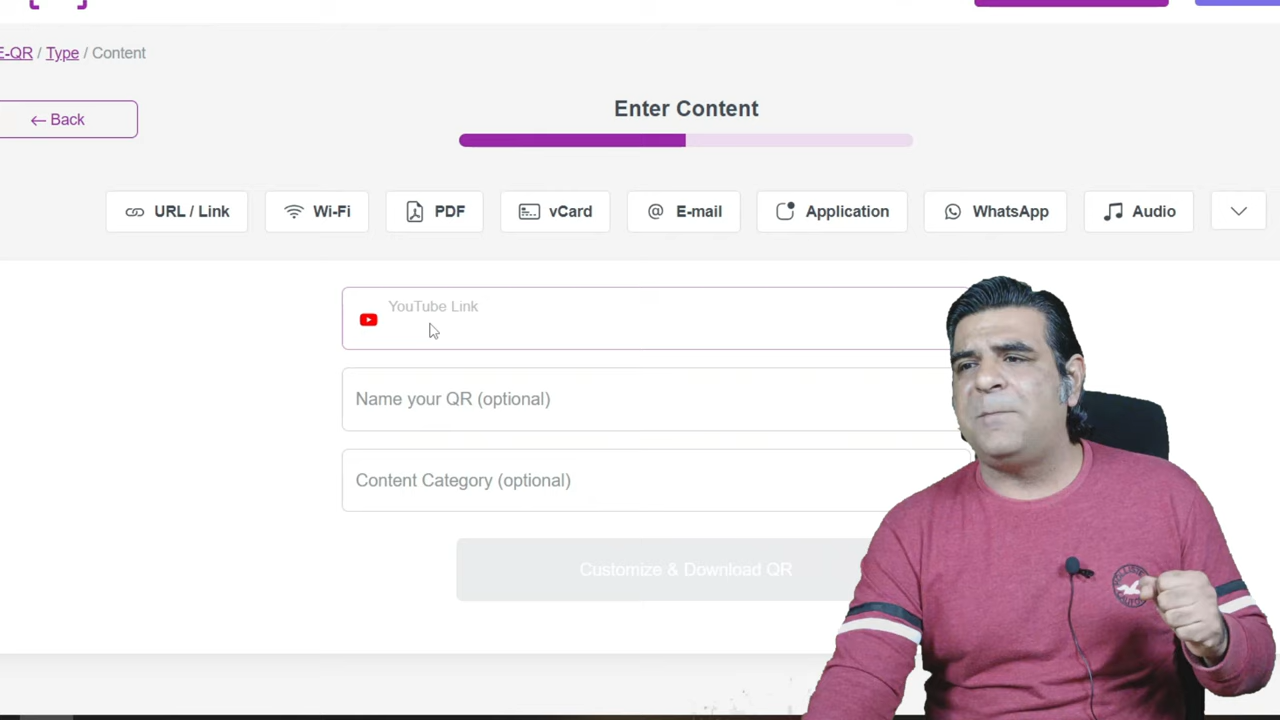 E-QR / Type / Content
← Back
Enter Content
URL / Link
Wi-Fi
PDF
vCard
E-mail
Application
WhatsApp
Audio
YouTube Link
Name your QR (optional)
Content Category (optional)
Customize & Download QR